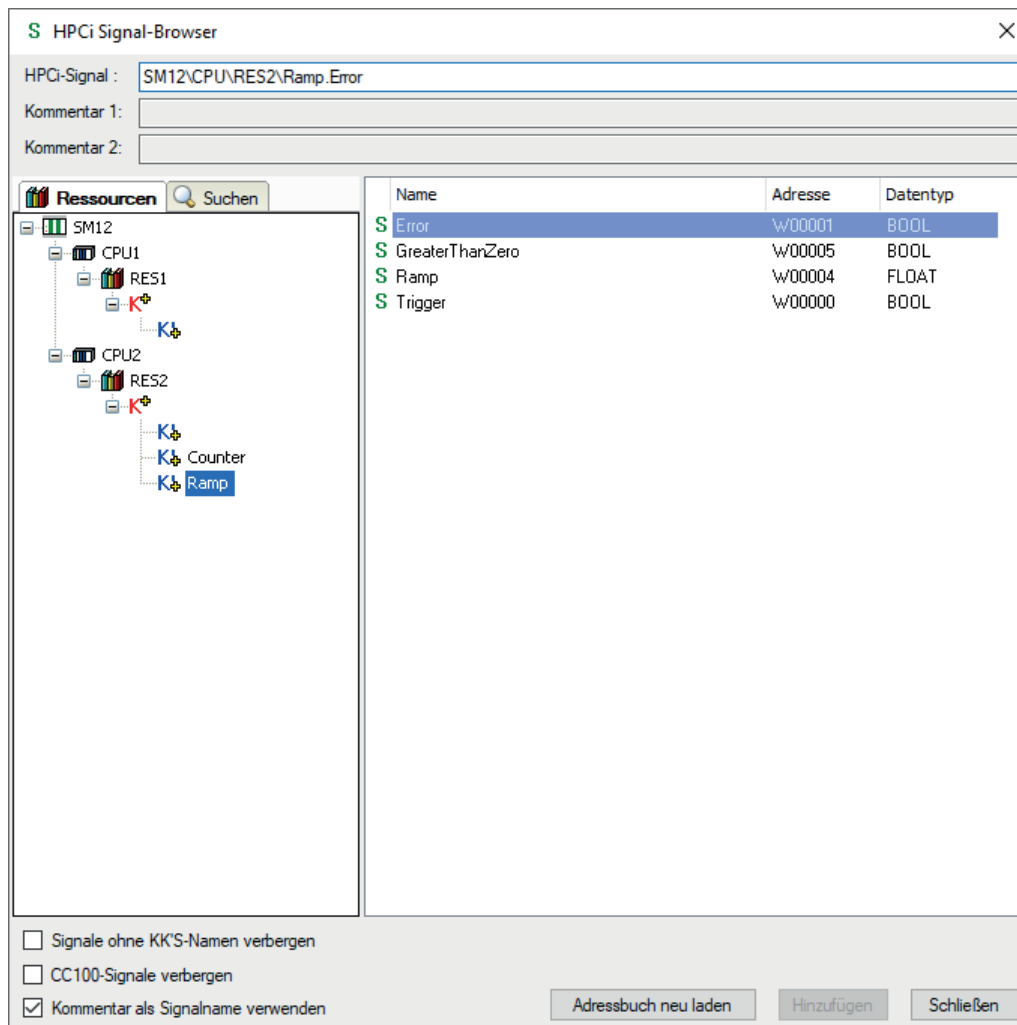 S HPCi Signal-Browser
HPCi-Signal : SM12\CPU\RES2\Ramp.Error
Kommentar 1:
Kommentar 2:
Ressourcen Suchen
SM12
CPU1
RES1
K
K
CPU2
RES2
K
K
K Counter
K Ramp
Name Adresse Datentyp
S Error W00001 BOOL
S GreaterThanZero W00005 BOOL
S Ramp W00004 FLOAT
S Trigger W00000 BOOL
Signale ohne KK'S-Namen verbergen
CC100-Signale verbergen
Kommentar als Signalname verwenden
Adressbuch neu laden Hinzufügen Schließen